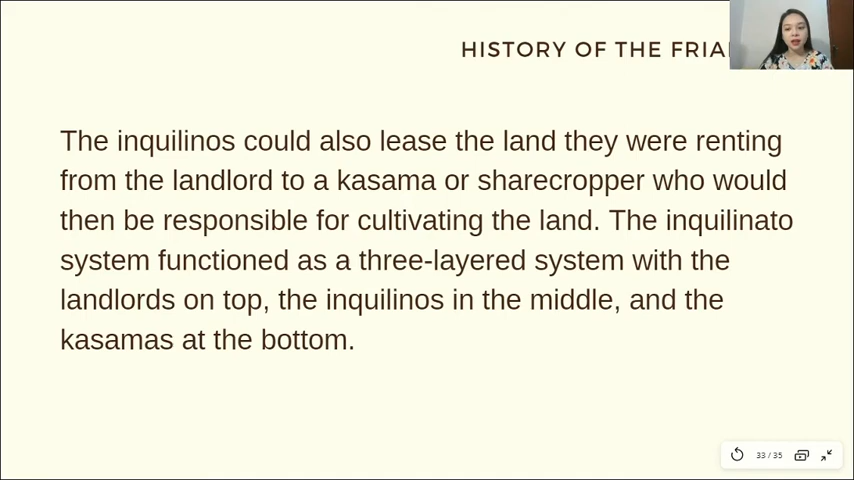 HISTORY OF THE
The inquilinos could also lease the land they were renting
from the landlord to a kasama or sharecropper who would
then be responsible for cultivating the land. The inquilinato
system functioned as a three-layered system with the
landlords on top, the inquilinos in the middle, and the
kasamas at the bottom.
33 / 35